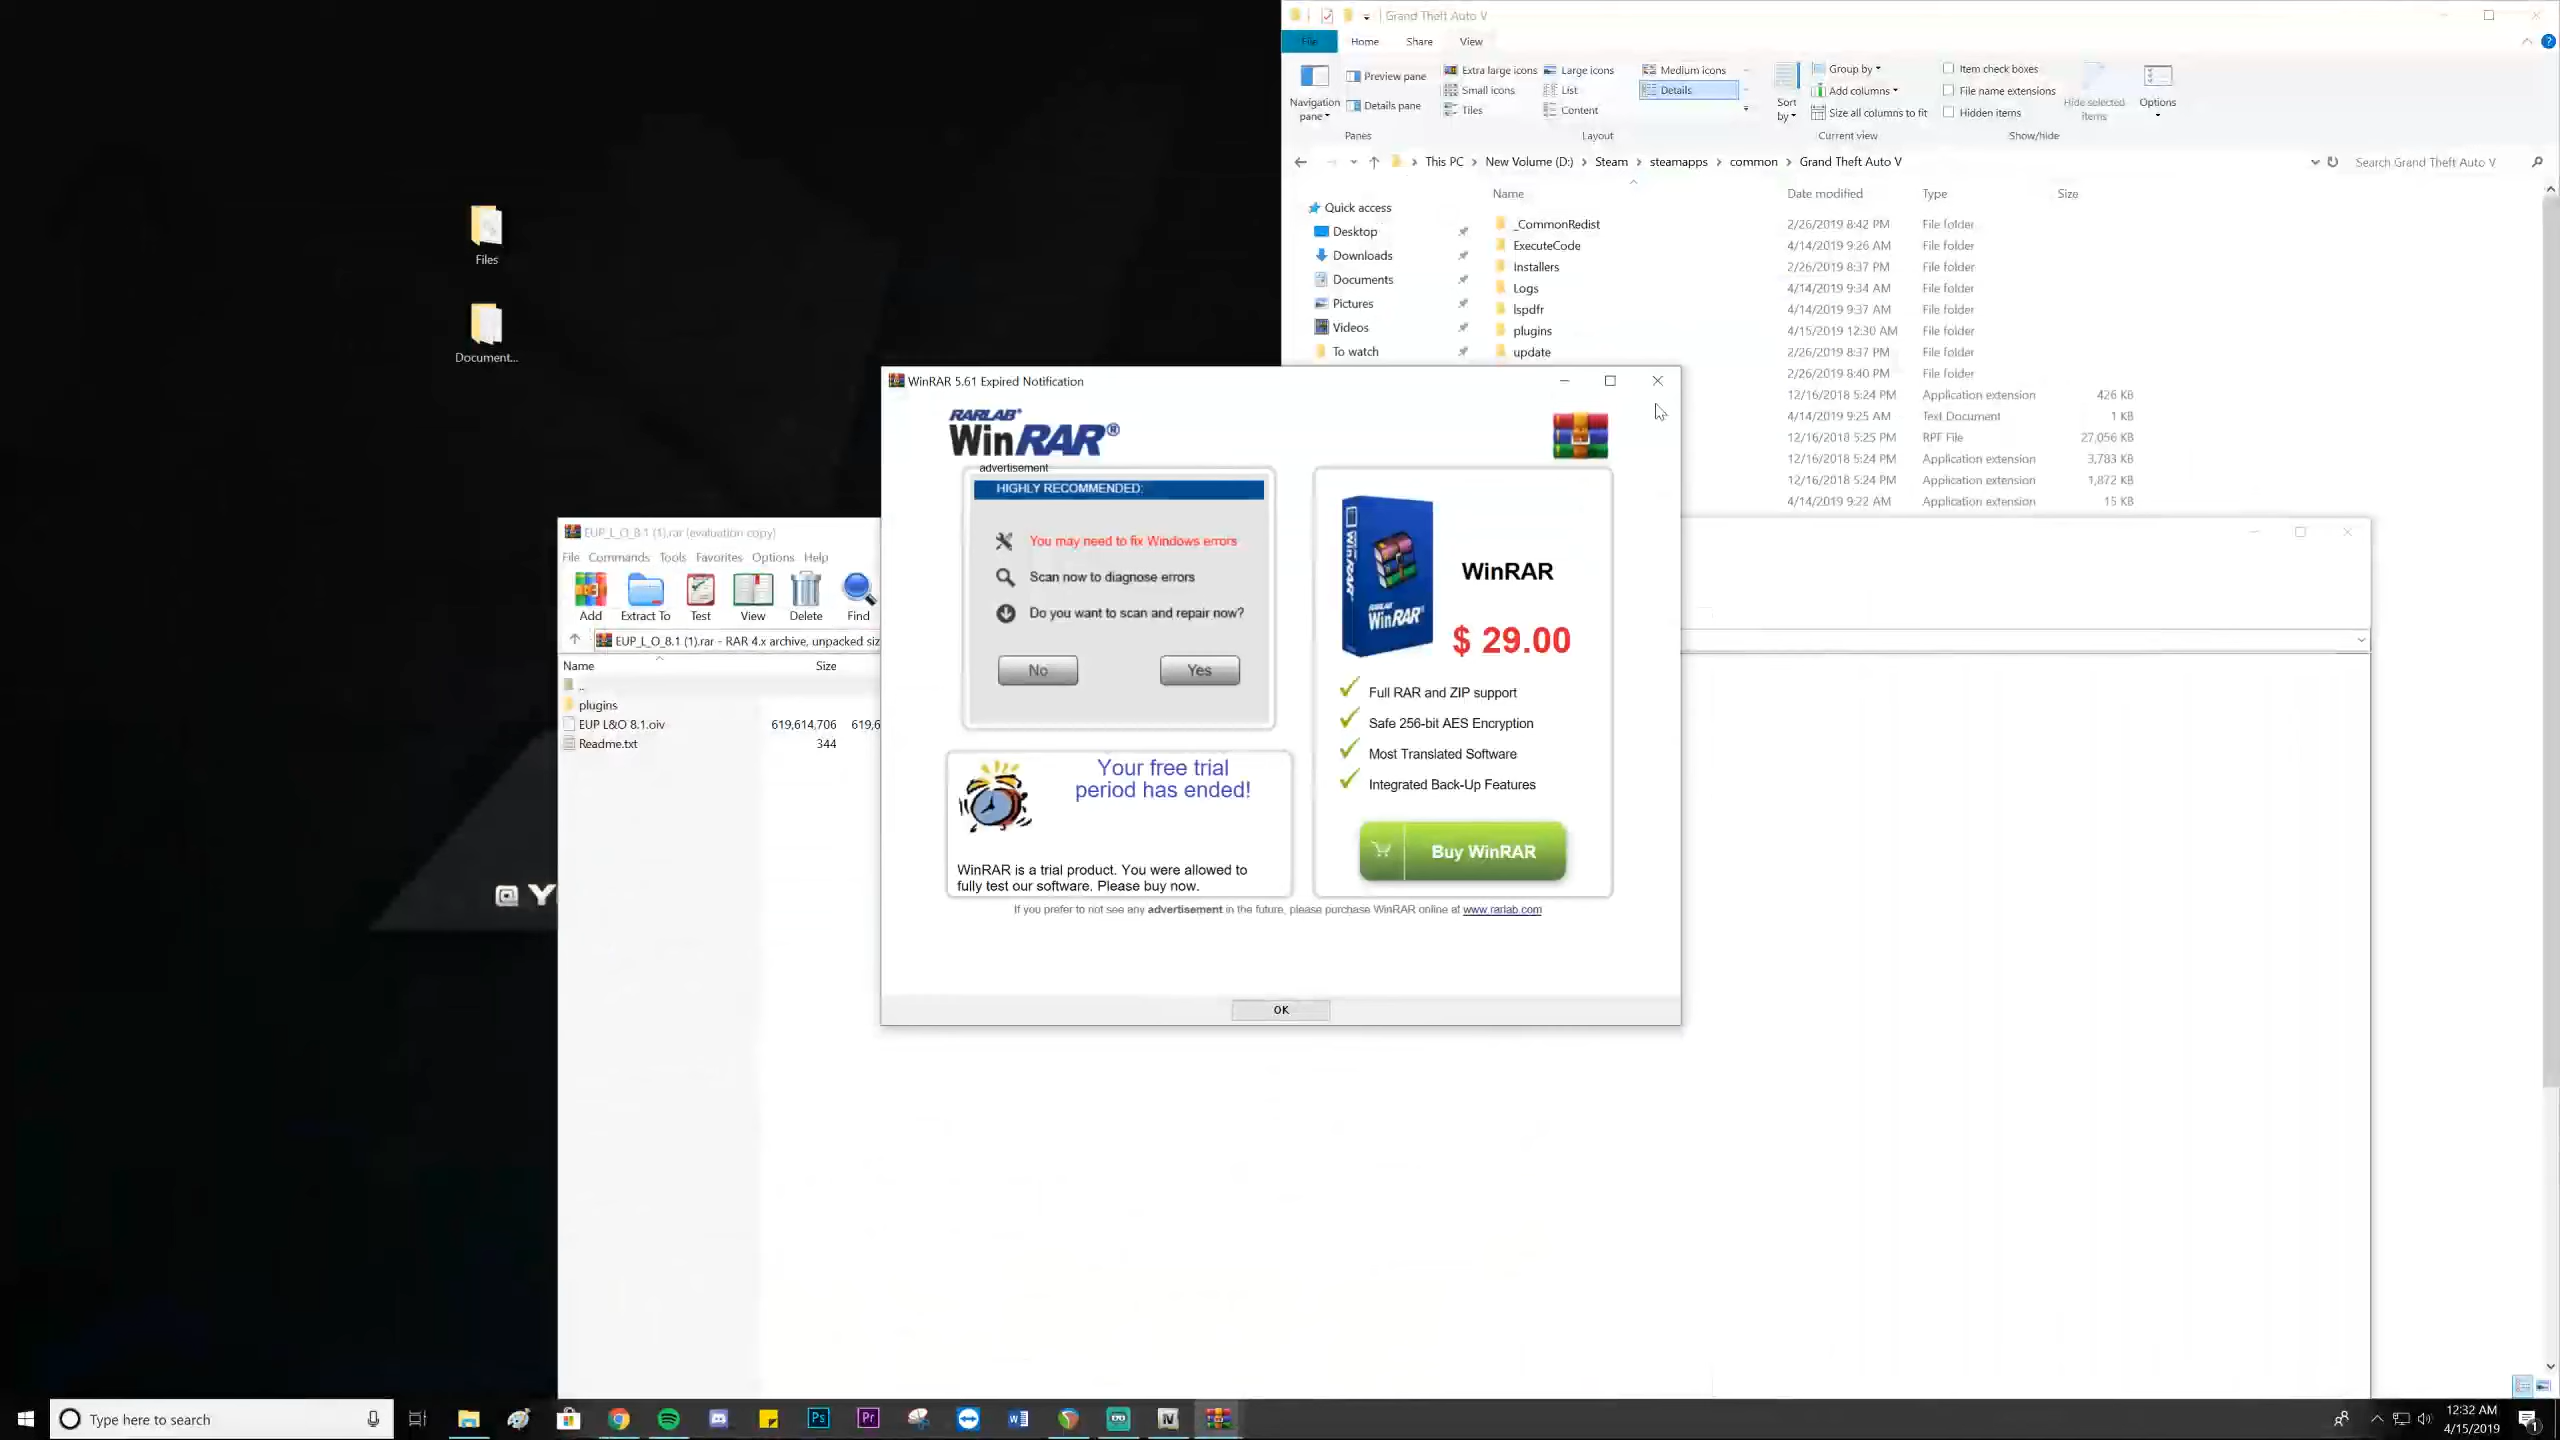 Grand Theft Auto V
File Home Share View
Navigation pane
Preview pane
Details pane
Panes
Extra large icons Large icons Medium icons
Small icons List Details
Tiles Content
Layout
Sort by
Group by
Add columns
Size all columns to fit
Current view
Item check boxes
File name extensions
Hidden items
Hide selected items
Show/hide
Options
This PC New Volume (D:) Steam steamapps common Grand Theft Auto V
Search Grand Theft Auto V
Name Date modified Type Size
Quick access
Desktop
Downloads
Documents
Pictures
Videos
To watch
_CommonRedist 2/26/2019 8:42 PM File folder
ExecuteCode 4/14/2019 9:26 AM File folder
Installers 2/26/2019 8:37 PM File folder
Logs 4/14/2019 9:34 AM File folder
lspdfr 4/14/2019 9:37 AM File folder
plugins 4/15/2019 12:30 AM File folder
update 2/26/2019 8:37 PM File folder
2/26/2019 8:40 PM File folder
12/16/2018 5:24 PM Application extension 426 KB
4/14/2019 9:25 AM Text Document 1 KB
12/16/2018 5:25 PM RPF File 27,056 KB
12/16/2018 5:24 PM Application extension 3,783 KB
12/16/2018 5:24 PM Application extension 1,872 KB
4/14/2019 9:22 AM Application extension 15 KB
Files
Document...
WinRAR 5.61 Expired Notification
RARLAB®
WinRAR®
advertisement
HIGHLY RECOMMENDED:
You may need to fix Windows errors
Scan now to diagnose errors
Do you want to scan and repair now?
No Yes
Your free trial
period has ended!
WinRAR is a trial product. You were allowed to
fully test our software. Please buy now.
RARLAB
WinRAR
WinRAR
$ 29.00
Full RAR and ZIP support
Safe 256-bit AES Encryption
Most Translated Software
Integrated Back-Up Features
Buy WinRAR
If you prefer to not see any advertisement in the future, please purchase WinRAR online at www.rarlab.com
OK
EUP_L_O_8.1 (1).rar (evaluation copy)
File Commands Tools Favorites Options Help
Add Extract To Test View Delete Find
EUP_L_O_8.1 (1).rar - RAR 4.x archive, unpacked siz
Name Size
..
plugins
EUP L&O 8.1.oiv 619,614,706 619,6
Readme.txt 344
@ Y
Type here to search
Ps
Pr
12:32 AM
4/15/2019
1